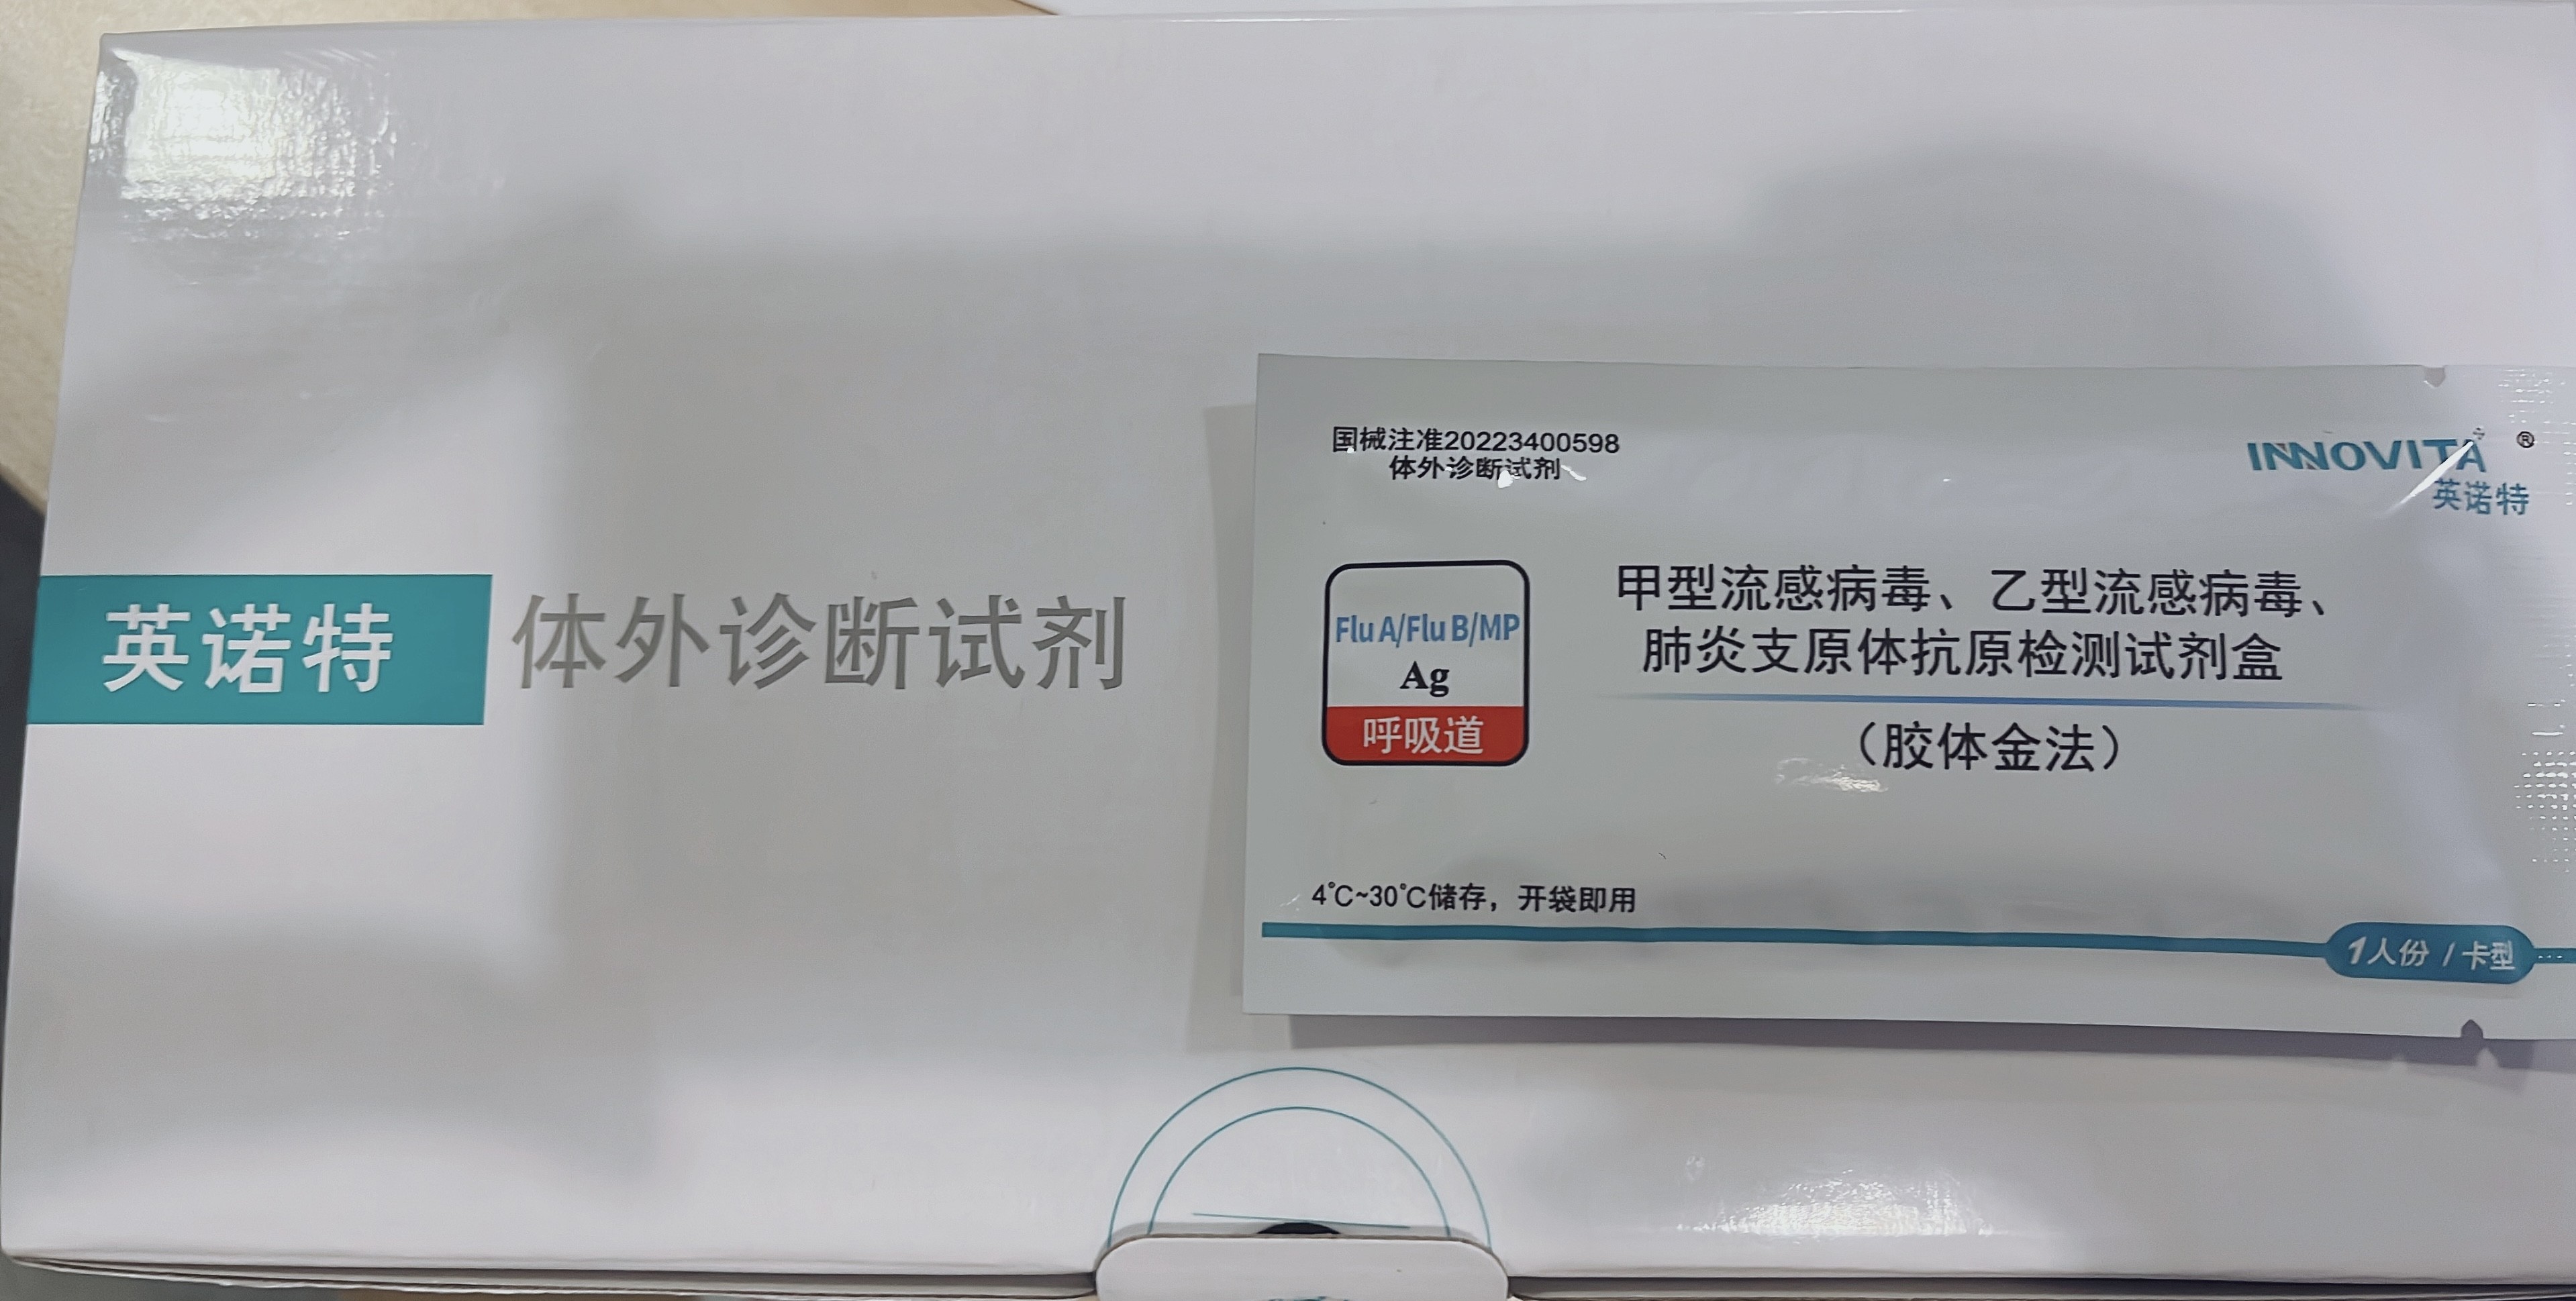 英诺特 体外诊断试剂
国械注准20223400598
体外诊断试剂
INNOVITA®
英诺特
Flu A/Flu B/MP
Ag
呼吸道
甲型流感病毒、乙型流感病毒、
肺炎支原体抗原检测试剂盒
（胶体金法）
4℃~30℃储存，开袋即用
1人份 / 卡型